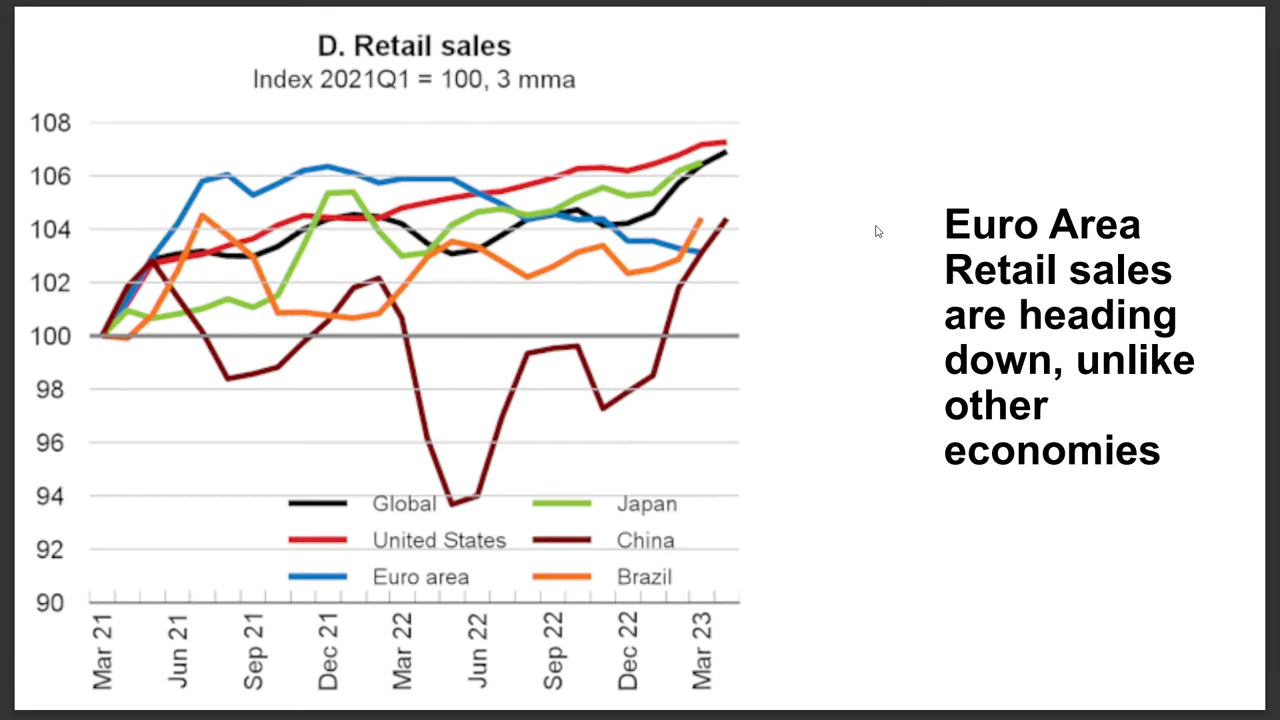 D. Retail sales
Index 2021Q1 = 100, 3 mma
108
106
104
102
100
98
96
94
92
90
Global
Japan
United States
China
Euro area
Brazil
Mar 21
Jun 21
Sep 21
Dec 21
Mar 22
Jun 22
Sep 22
Dec 22
Mar 23
Euro Area
Retail sales
are heading
down, unlike
other
economies